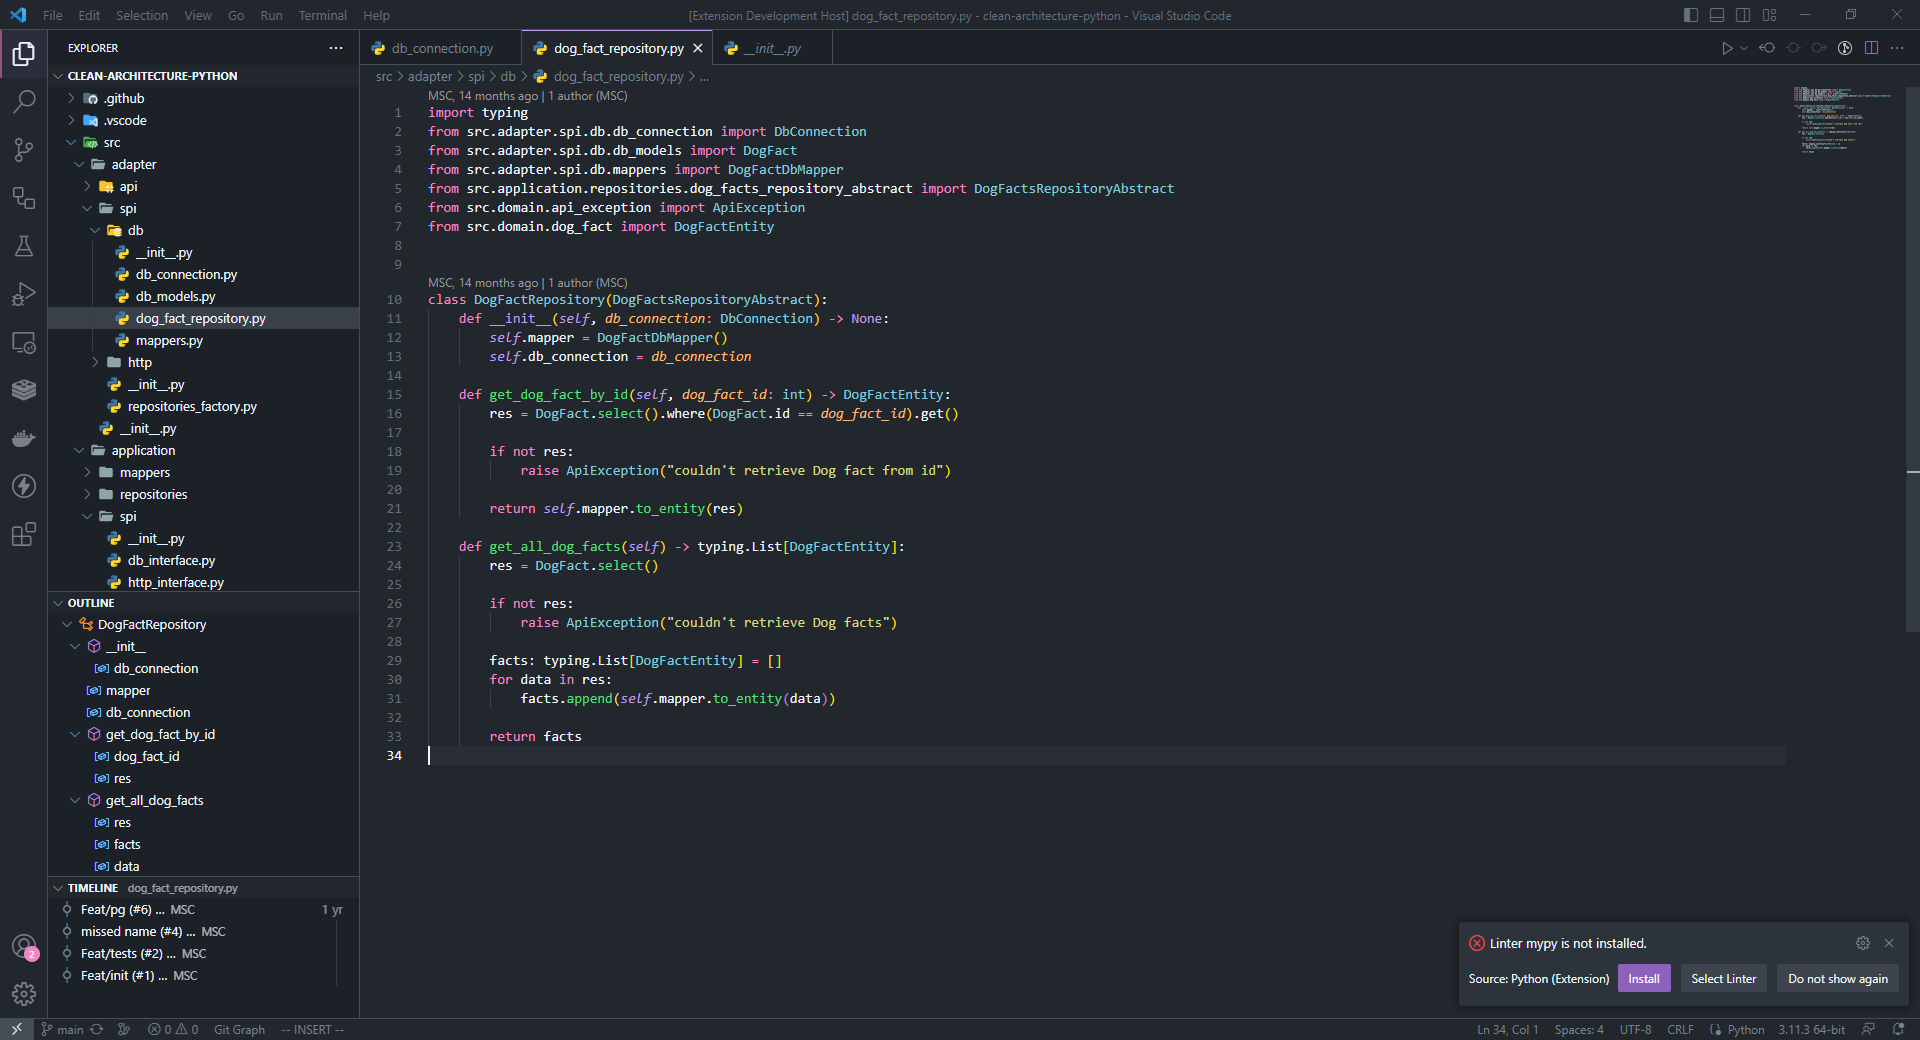 File Edit Selection View Go Run Terminal Help
[Extension Development Host] dog_fact_repository.py - clean-architecture-python - Visual Studio Code
EXPLORER
CLEAN-ARCHITECTURE-PYTHON
.github
.vscode
src
adapter
api
spi
db
__init__.py
db_connection.py
db_models.py
dog_fact_repository.py
mappers.py
http
__init__.py
repositories_factory.py
__init__.py
application
mappers
repositories
spi
__init__.py
db_interface.py
http_interface.py
OUTLINE
DogFactRepository
__init__
db_connection
mapper
db_connection
get_dog_fact_by_id
dog_fact_id
res
get_all_dog_facts
res
facts
data
TIMELINE dog_fact_repository.py
Feat/pg (#6) ... MSC 1 yr
missed name (#4) ... MSC
Feat/tests (#2) ... MSC
Feat/init (#1) ... MSC
2
db_connection.py
dog_fact_repository.py
__init__.py
src > adapter > spi > db > dog_fact_repository.py > ...
MSC, 14 months ago | 1 author (MSC)
1 import typing
2 from src.adapter.spi.db.db_connection import DbConnection
3 from src.adapter.spi.db.db_models import DogFact
4 from src.adapter.spi.db.mappers import DogFactDbMapper
5 from src.application.repositories.dog_facts_repository_abstract import DogFactsRepositoryAbstract
6 from src.domain.api_exception import ApiException
7 from src.domain.dog_fact import DogFactEntity
8
9
MSC, 14 months ago | 1 author (MSC)
10 class DogFactRepository(DogFactsRepositoryAbstract):
11 def __init__(self, db_connection: DbConnection) -> None:
12 self.mapper = DogFactDbMapper()
13 self.db_connection = db_connection
14
15 def get_dog_fact_by_id(self, dog_fact_id: int) -> DogFactEntity:
16 res = DogFact.select().where(DogFact.id == dog_fact_id).get()
17
18 if not res:
19 raise ApiException("couldn't retrieve Dog fact from id")
20
21 return self.mapper.to_entity(res)
22
23 def get_all_dog_facts(self) -> typing.List[DogFactEntity]:
24 res = DogFact.select()
25
26 if not res:
27 raise ApiException("couldn't retrieve Dog facts")
28
29 facts: typing.List[DogFactEntity] = []
30 for data in res:
31 facts.append(self.mapper.to_entity(data))
32
33 return facts
34
Linter mypy is not installed.
Source: Python (Extension) Install Select Linter Do not show again
main 0 0 Git Graph -- INSERT --
Ln 34, Col 1 Spaces: 4 UTF-8 CRLF Python 3.11.3 64-bit